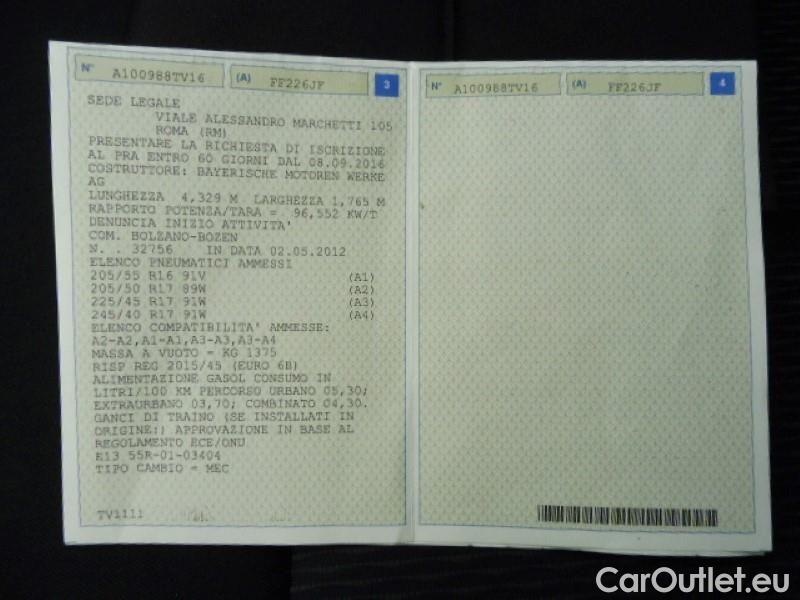 N° A100988TV16 (A) FF226JF 3
SEDE LEGALE
VIALE ALESSANDRO MARCHETTI 105
ROMA (RM)
PRESENTARE LA RICHIESTA DI ISCRIZIONE
AL PRA ENTRO 60 GIORNI DAL 08.09.2016
COSTRUTTORE: BAYERISCHE MOTOREN WERKE
AG
LUNGHEZZA 4,329 M LARGHEZZA 1,765 M
RAPPORTO POTENZA/TARA = 96,552 KW/T
DENUNCIA INIZIO ATTIVITA'
COM. BOLZANO-BOZEN
N. . 32756 IN DATA 02.05.2012
ELENCO PNEUMATICI AMMESSI
205/55 R16 91V (A1)
205/50 R17 89W (A2)
225/45 R17 91W (A3)
245/40 R17 91W (A4)
ELENCO COMPATIBILITA' AMMESSE:
A2-A2,A1-A1,A3-A3,A3-A4
MASSA A VUOTO = KG 1375
RISP REG 2015/45 (EURO 6B)
ALIMENTAZIONE GASOL CONSUMO IN
LITRI/100 KM PERCORSO URBANO 05,30;
EXTRAURBANO 03,70; COMBINATO 04,30.
GANCI DI TRAINO (SE INSTALLATI IN
ORIGINE:) APPROVAZIONE IN BASE AL
REGOLAMENTO ECE/ONU
E13 55R-01-03404
TIPO CAMBIO = MEC
TV1111
N° A100988TV16 (A) FF226JF 4
CarOutlet.eu